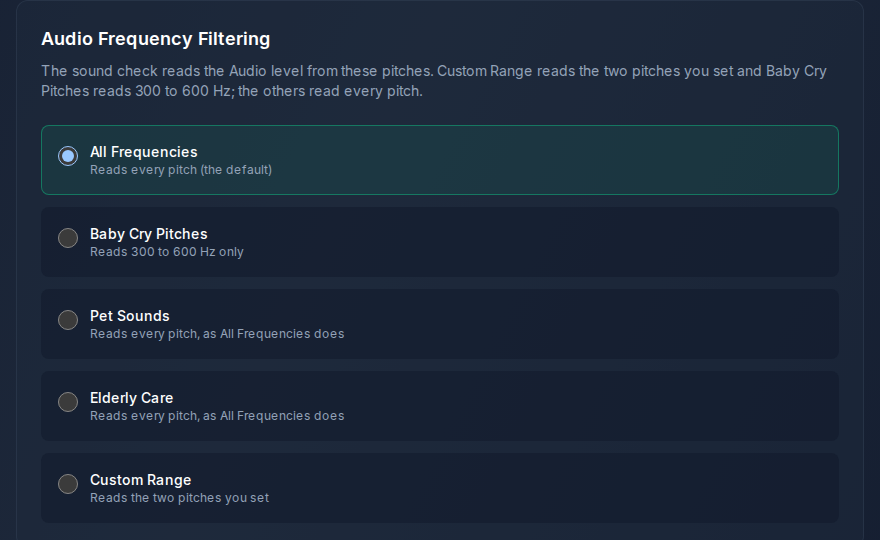 Audio Frequency Filtering
The sound check reads the Audio level from these pitches. Custom Range reads the two pitches you set and Baby Cry
Pitches reads 300 to 600 Hz; the others read every pitch.
All Frequencies
Reads every pitch (the default)
Baby Cry Pitches
Reads 300 to 600 Hz only
Pet Sounds
Reads every pitch, as All Frequencies does
Elderly Care
Reads every pitch, as All Frequencies does
Custom Range
Reads the two pitches you set